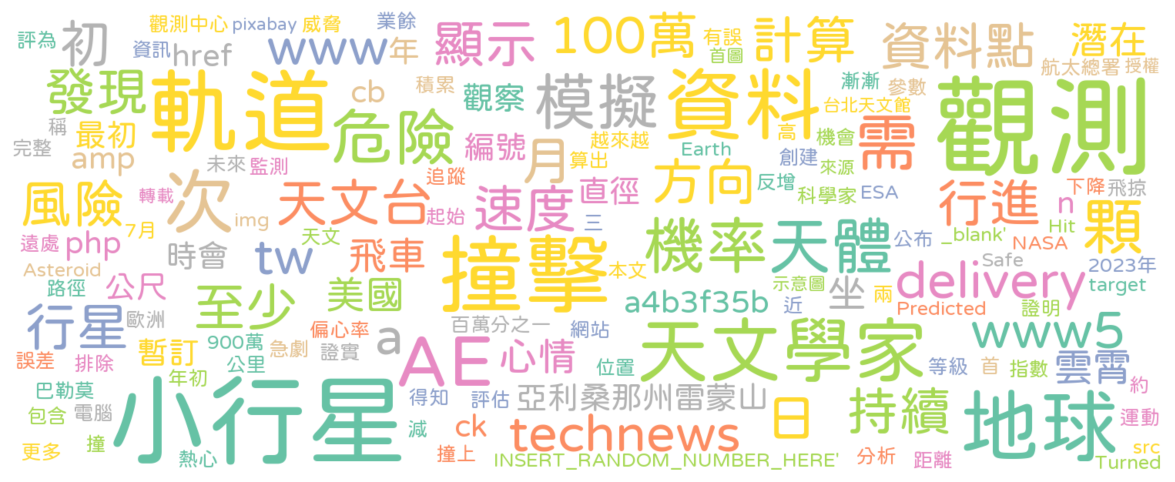 觀測中心 pixabay 威脅 業餘
評為 初 資訊 href www 年 顯示 100萬 有誤 首圖 計算 資料點 潛在
發現 軌道 cb 積累 觀察 模擬 資料 漸漸 參數 航太總署 授權
稱 最初 危險 編號 越來越 台北天文館 觀測
完整 amp 未來 監測 月 算出 Earth 高 機會 需
風險 轉載 次 img 天文台 追蹤 速度 直徑 方向 創建 反增 來源 科學家 ESA 行進 下降 飛掠
7月 天文 起始 三 n 顆
遠處 php 時會 tw 飛車 撞擊 本文 機率 天體 公布 _blank' Hit NASA
Asteroid 路徑 公尺 至少 美國 a4b3f35b 示意圖 近 坐 兩 delivery Safe 2023年 target
行星 歐洲 偏心率 a 百萬分之一 網站 Predicted 證明
誤差 排除 暫訂 900萬 公里 急劇 證實 AE 心情 位置 天文學家 等級 首 指數 www5 雲霄
巴勒莫 年初 得知 評估 亞利桑那州雷蒙山 約
包含 電腦 小行星 減 ck technews 日 持續 地球 運動
更多 撞 熱心 撞上 INSERT_RANDOM_NUMBER_HERE' 分析 距離 src
Turned